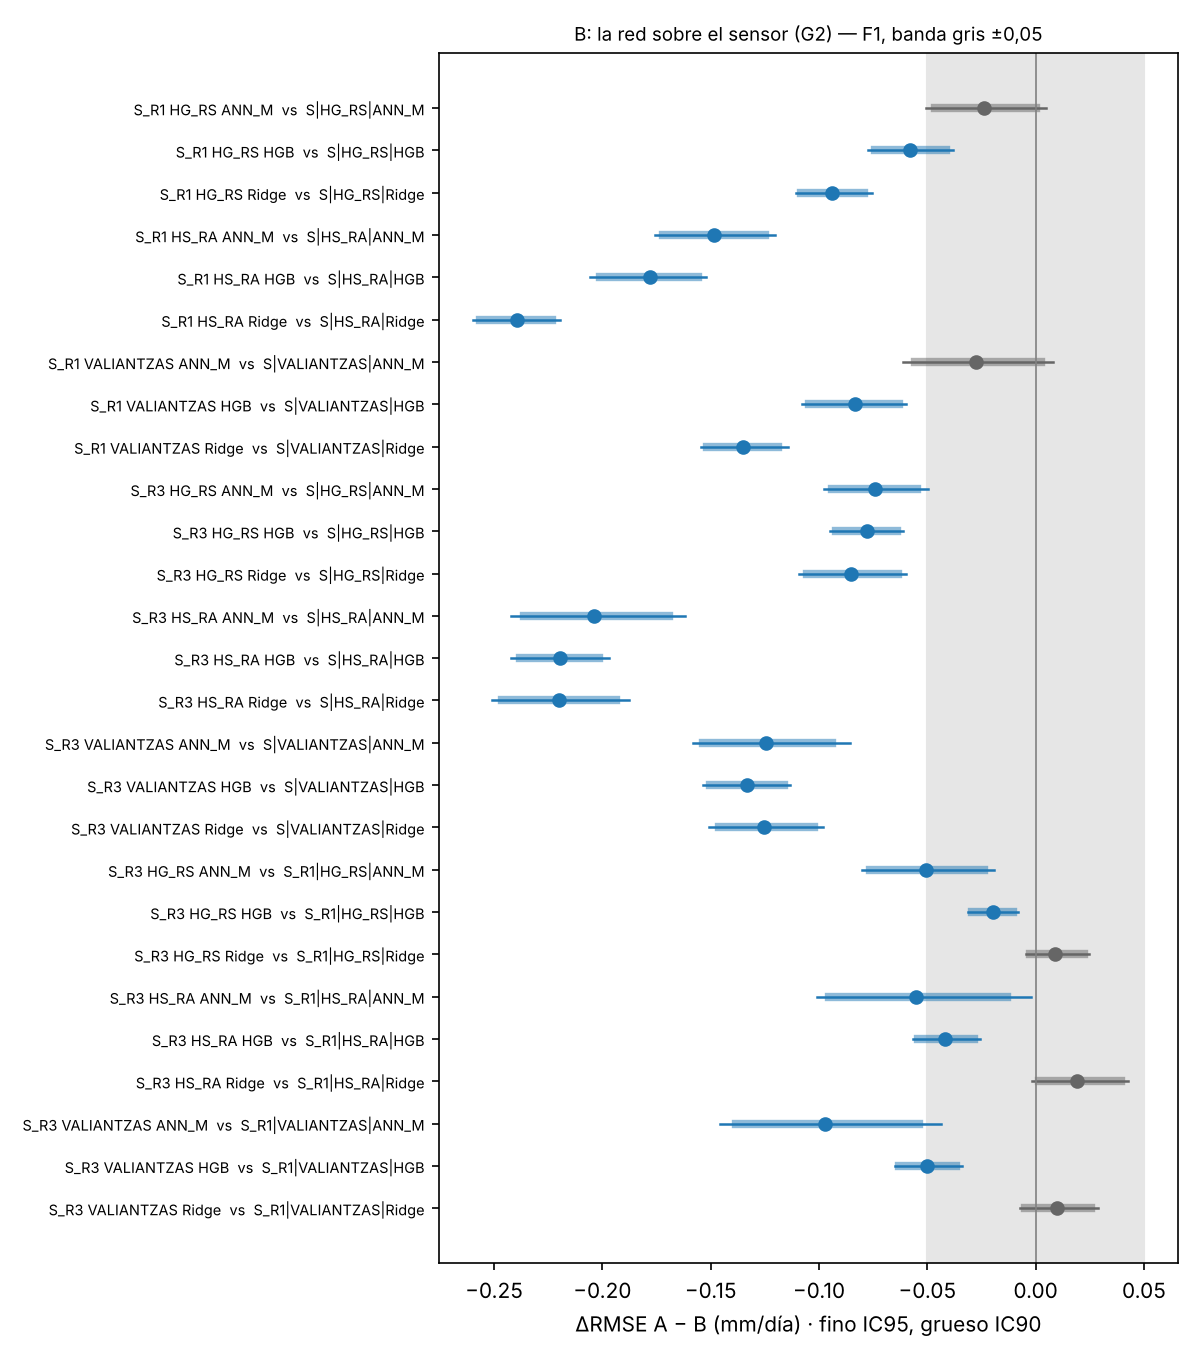 B: la red sobre el sensor (G2) — F1, banda gris ±0,05
S_R1 HG_RS ANN_M vs S|HG_RS|ANN_M
S_R1 HG_RS HGB vs S|HG_RS|HGB
S_R1 HG_RS Ridge vs S|HG_RS|Ridge
S_R1 HS_RA ANN_M vs S|HS_RA|ANN_M
S_R1 HS_RA HGB vs S|HS_RA|HGB
S_R1 HS_RA Ridge vs S|HS_RA|Ridge
S_R1 VALIANTZAS ANN_M vs S|VALIANTZAS|ANN_M
S_R1 VALIANTZAS HGB vs S|VALIANTZAS|HGB
S_R1 VALIANTZAS Ridge vs S|VALIANTZAS|Ridge
S_R3 HG_RS ANN_M vs S|HG_RS|ANN_M
S_R3 HG_RS HGB vs S|HG_RS|HGB
S_R3 HG_RS Ridge vs S|HG_RS|Ridge
S_R3 HS_RA ANN_M vs S|HS_RA|ANN_M
S_R3 HS_RA HGB vs S|HS_RA|HGB
S_R3 HS_RA Ridge vs S|HS_RA|Ridge
S_R3 VALIANTZAS ANN_M vs S|VALIANTZAS|ANN_M
S_R3 VALIANTZAS HGB vs S|VALIANTZAS|HGB
S_R3 VALIANTZAS Ridge vs S|VALIANTZAS|Ridge
S_R3 HG_RS ANN_M vs S_R1|HG_RS|ANN_M
S_R3 HG_RS HGB vs S_R1|HG_RS|HGB
S_R3 HG_RS Ridge vs S_R1|HG_RS|Ridge
S_R3 HS_RA ANN_M vs S_R1|HS_RA|ANN_M
S_R3 HS_RA HGB vs S_R1|HS_RA|HGB
S_R3 HS_RA Ridge vs S_R1|HS_RA|Ridge
S_R3 VALIANTZAS ANN_M vs S_R1|VALIANTZAS|ANN_M
S_R3 VALIANTZAS HGB vs S_R1|VALIANTZAS|HGB
S_R3 VALIANTZAS Ridge vs S_R1|VALIANTZAS|Ridge
−0.25 −0.20 −0.15 −0.10 −0.05 0.00 0.05
ΔRMSE A − B (mm/día) · fino IC95, grueso IC90